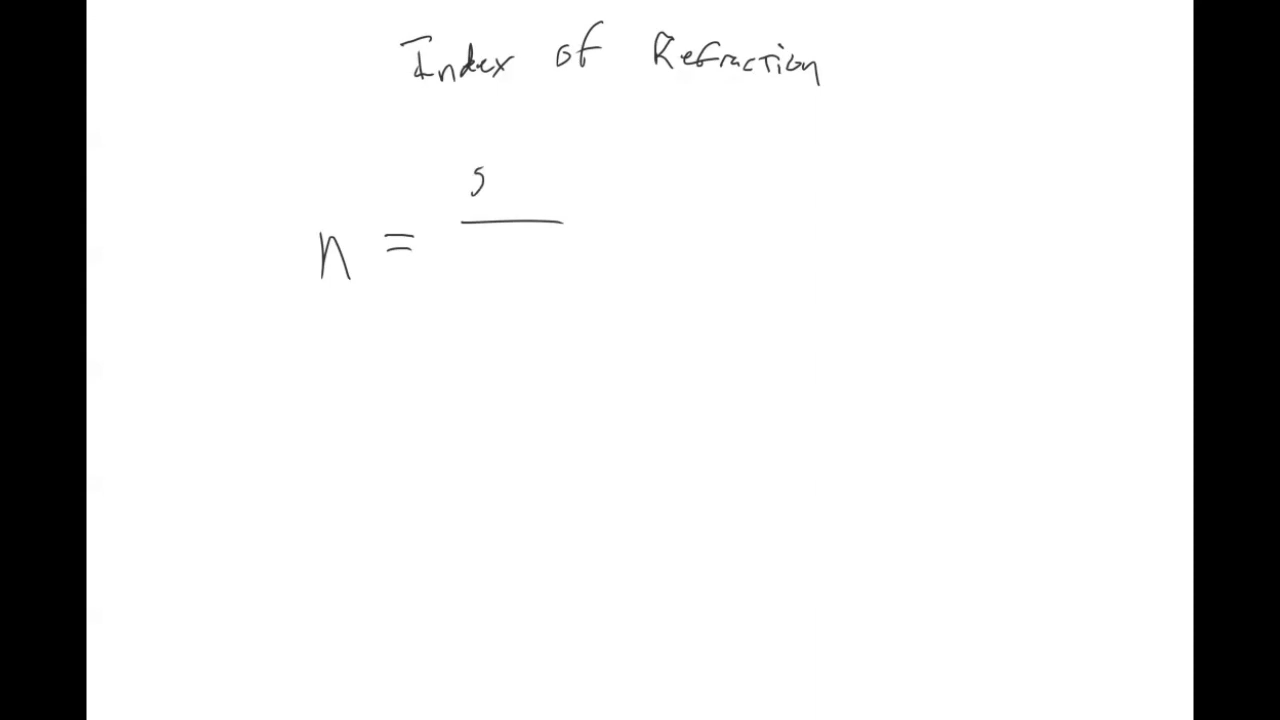 Index of Refraction
s
n =